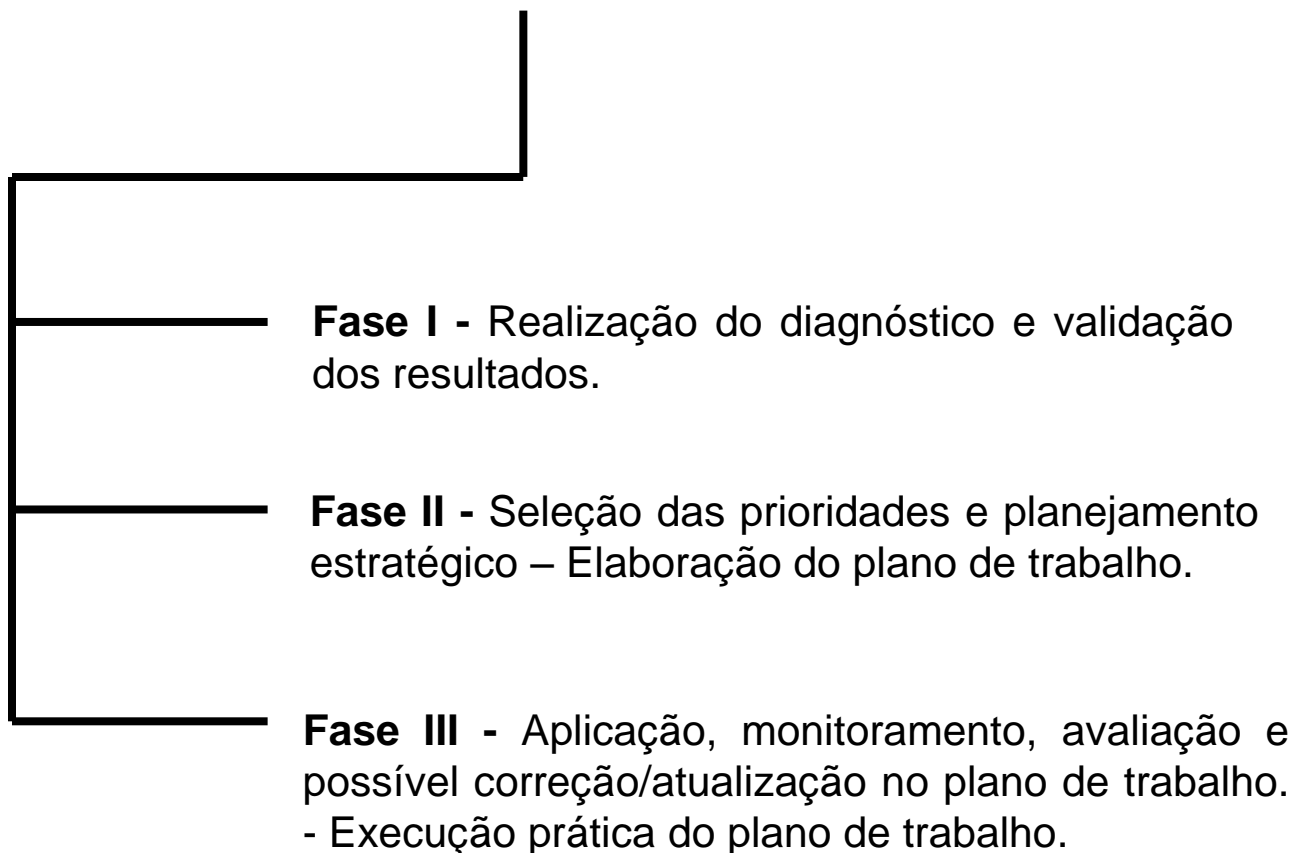 Fase I - Realização do diagnóstico e validação
dos resultados.
Fase II - Seleção das prioridades e planejamento
estratégico – Elaboração do plano de trabalho.
Fase III - Aplicação, monitoramento, avaliação e
possível correção/atualização no plano de trabalho.
- Execução prática do plano de trabalho.